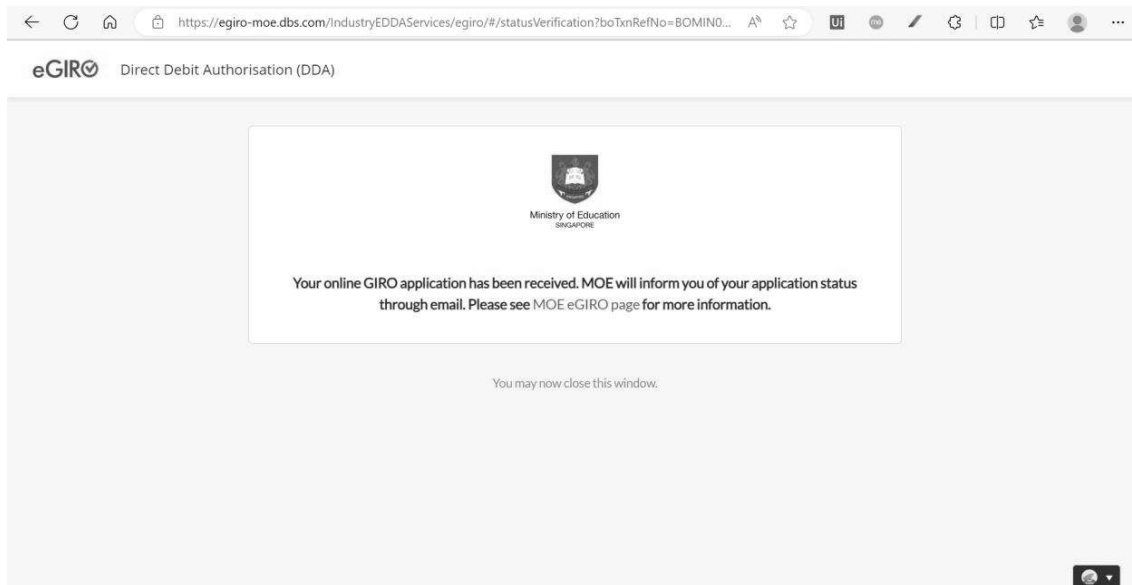 https://egiro-moe.dbs.com/IndustryEDDAServices/egiro/#/statusVerification?boTxnRefNo=BOMIN0...
eGIRO Direct Debit Authorisation (DDA)
Ministry of Education
SINGAPORE
Your online GIRO application has been received. MOE will inform you of your application status
through email. Please see MOE eGIRO page for more information.
You may now close this window.